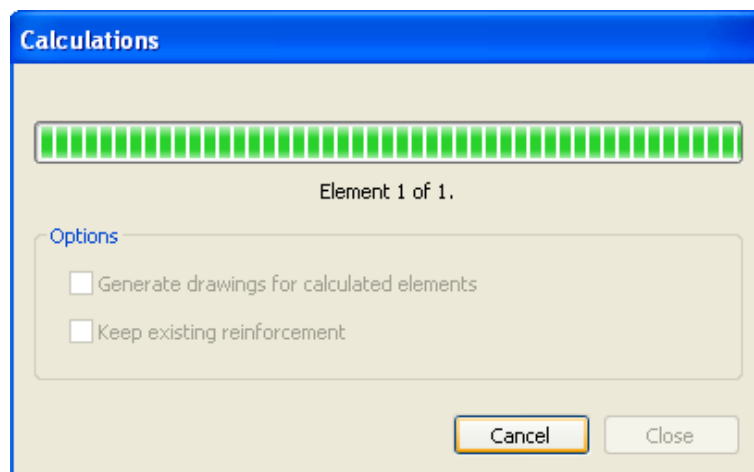 Calculations
Element 1 of 1.
Options
Generate drawings for calculated elements
Keep existing reinforcement
Cancel
Close